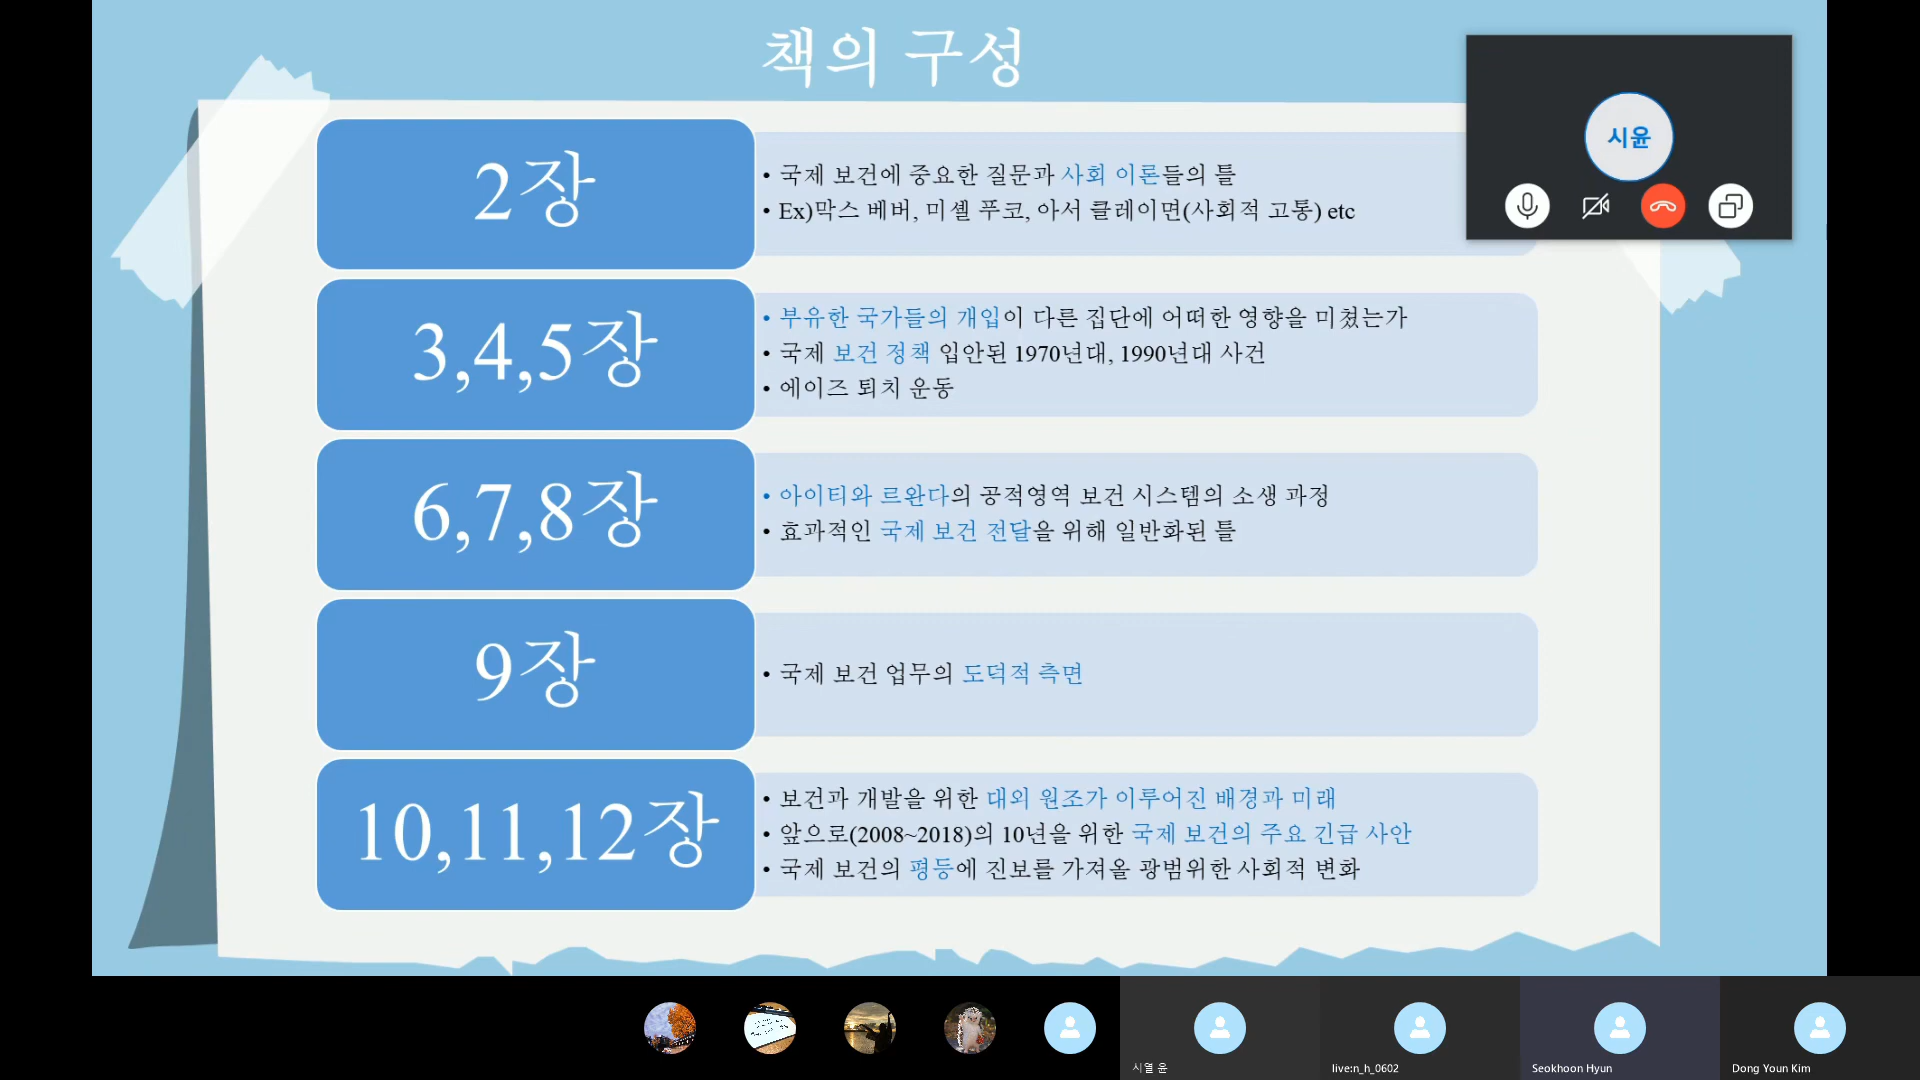 책의 구성
시윤
2장
• 국제 보건에 중요한 질문과 사회 이론들의 틀
• Ex)막스 베버, 미셸 푸코, 아서 클레이면(사회적 고통) etc
3,4,5장
• 부유한 국가들의 개입이 다른 집단에 어떠한 영향을 미쳤는가
• 국제 보건 정책 입안된 1970년대, 1990년대 사건
• 에이즈 퇴치 운동
6,7,8장
• 아이티와 르완다의 공적영역 보건 시스템의 소생 과정
• 효과적인 국제 보건 전달을 위해 일반화된 틀
9장
• 국제 보건 업무의 도덕적 측면
10,11,12장
• 보건과 개발을 위한 대외 원조가 이루어진 배경과 미래
• 앞으로(2008~2018)의 10년을 위한 국제 보건의 주요 긴급 사안
• 국제 보건의 평등에 진보를 가져올 광범위한 사회적 변화
시열 윤
live:n_h_0602
Seokhoon Hyun
Dong Youn Kim